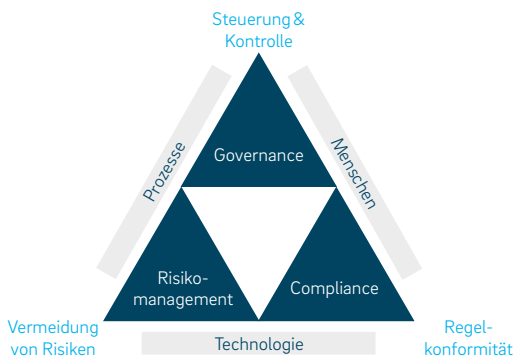 Steuerung &
Kontrolle
Governance
Prozesse
Menschen
Risiko-
management
Compliance
Vermeidung
von Risiken
Technologie
Regel-
konformität